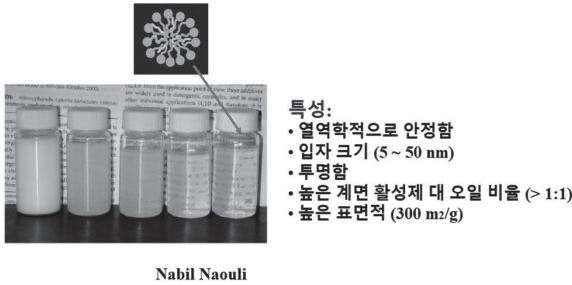 특성:
• 열역학적으로 안정함
• 입자 크기 (5 ~ 50 nm)
• 투명함
• 높은 계면 활성제 대 오일 비율 (> 1:1)
• 높은 표면적 (300 m2/g)
Nabil Naouli